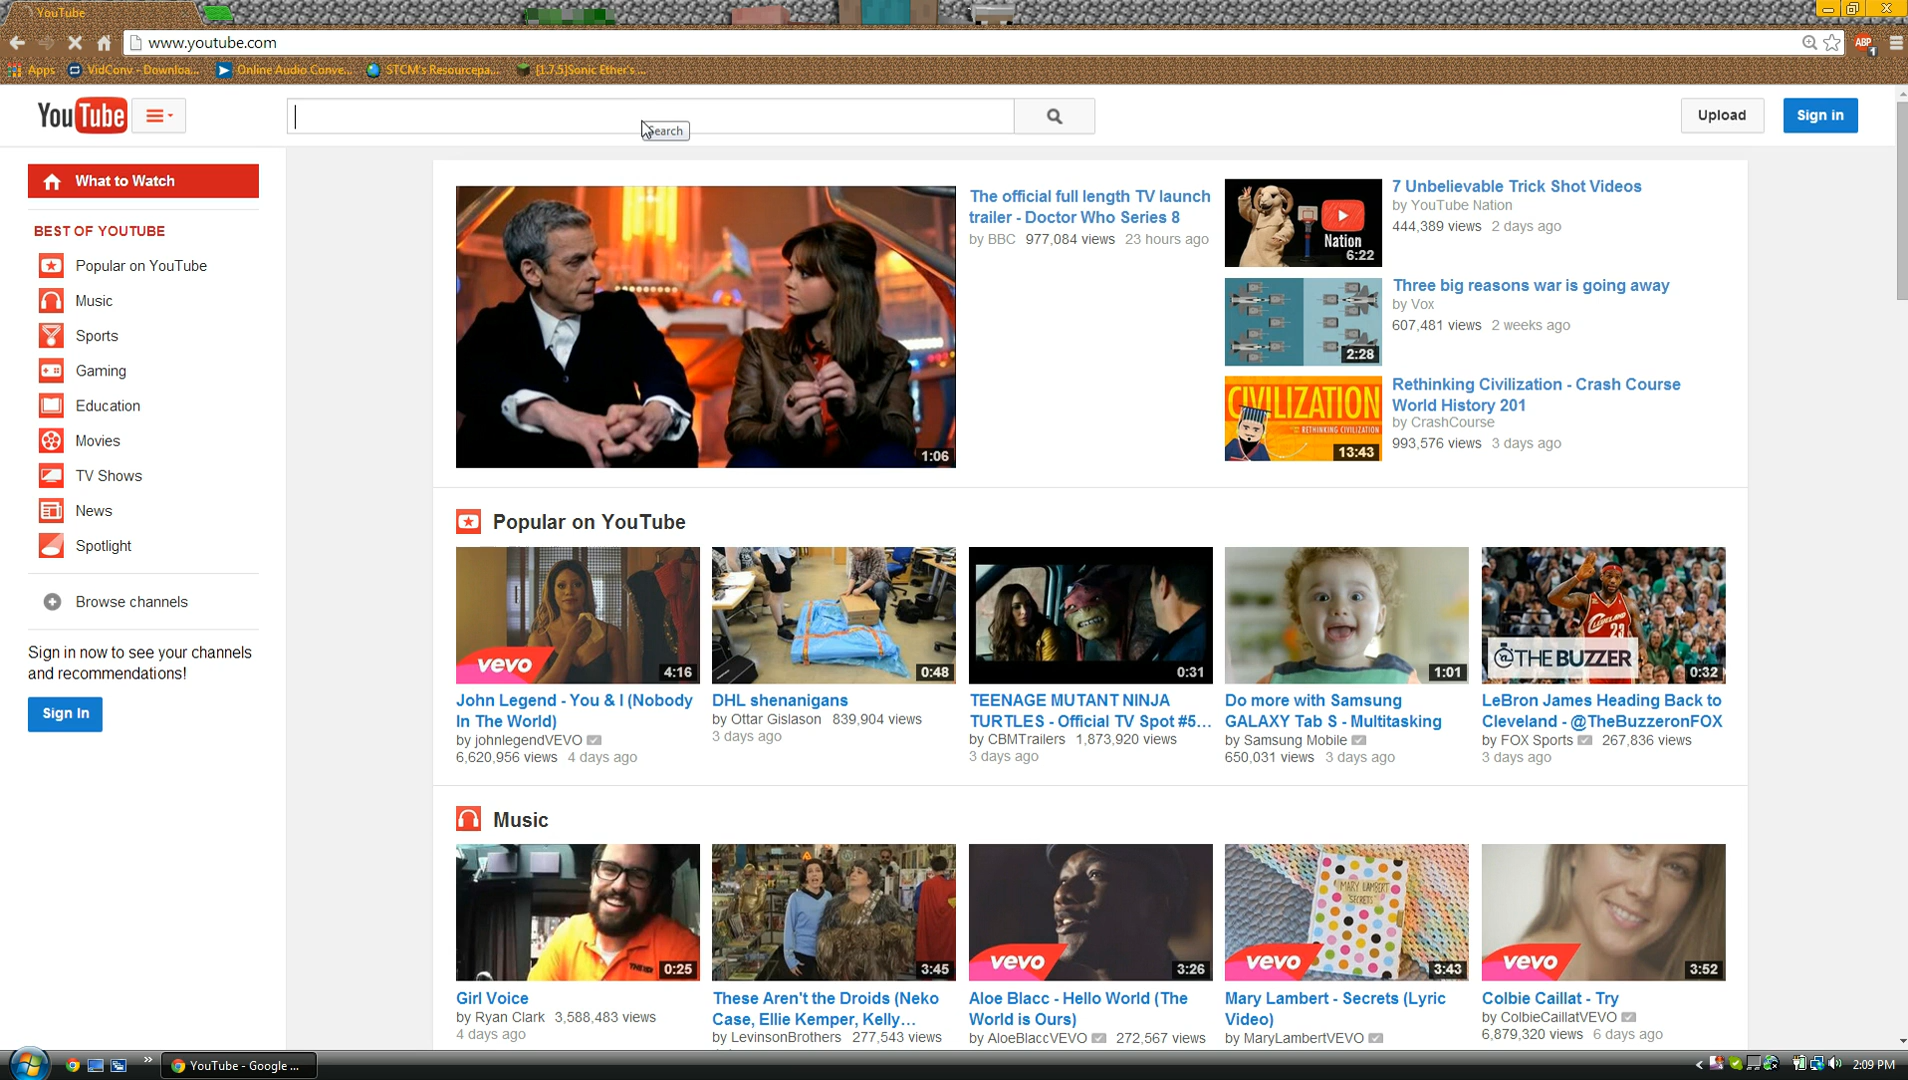 YouTube
www.youtube.com
ABP
1
Apps
VidConv - Downloa...
Online Audio Conve...
STCM's Resourcepa...
[1.7.5]Sonic Ether's ...
YouTube
Search
Upload
Sign in
What to Watch
BEST OF YOUTUBE
Popular on YouTube
Music
Sports
Gaming
Education
Movies
TV Shows
News
Spotlight
Browse channels
Sign in now to see your channels
and recommendations!
Sign In
1:06
The official full length TV launch
trailer - Doctor Who Series 8
by BBC 977,084 views 23 hours ago
Nation
6:22
7 Unbelievable Trick Shot Videos
by YouTube Nation
444,389 views 2 days ago
2:28
Three big reasons war is going away
by Vox
607,481 views 2 weeks ago
CIVILIZATION
RETHINKING CIVILIZATION
13:43
Rethinking Civilization - Crash Course
World History 201
by CrashCourse
993,576 views 3 days ago
Popular on YouTube
vevo
4:16
John Legend - You & I (Nobody
In The World)
by johnlegendVEVO
6,620,956 views 4 days ago
0:48
DHL shenanigans
by Ottar Gislason 839,904 views
3 days ago
0:31
TEENAGE MUTANT NINJA
TURTLES - Official TV Spot #5...
by CBMTrailers 1,873,920 views
3 days ago
1:01
Do more with Samsung
GALAXY Tab S - Multitasking
by Samsung Mobile
650,031 views 3 days ago
CLEVELAND
23
THE BUZZER
0:32
LeBron James Heading Back to
Cleveland - @TheBuzzeronFOX
by FOX Sports 267,836 views
3 days ago
Music
0:25
Girl Voice
by Ryan Clark 3,588,483 views
4 days ago
3:45
These Aren't the Droids (Neko
Case, Ellie Kemper, Kelly...
by LevinsonBrothers 277,543 views
vevo
3:26
Aloe Blacc - Hello World (The
World is Ours)
by AloeBlaccVEVO 272,567 views
MARY LAMBERT
SECRETS
vevo
3:43
Mary Lambert - Secrets (Lyric
Video)
by MaryLambertVEVO
vevo
3:52
Colbie Caillat - Try
by ColbieCaillatVEVO
6,879,320 views 6 days ago
YouTube - Google ...
2:09 PM